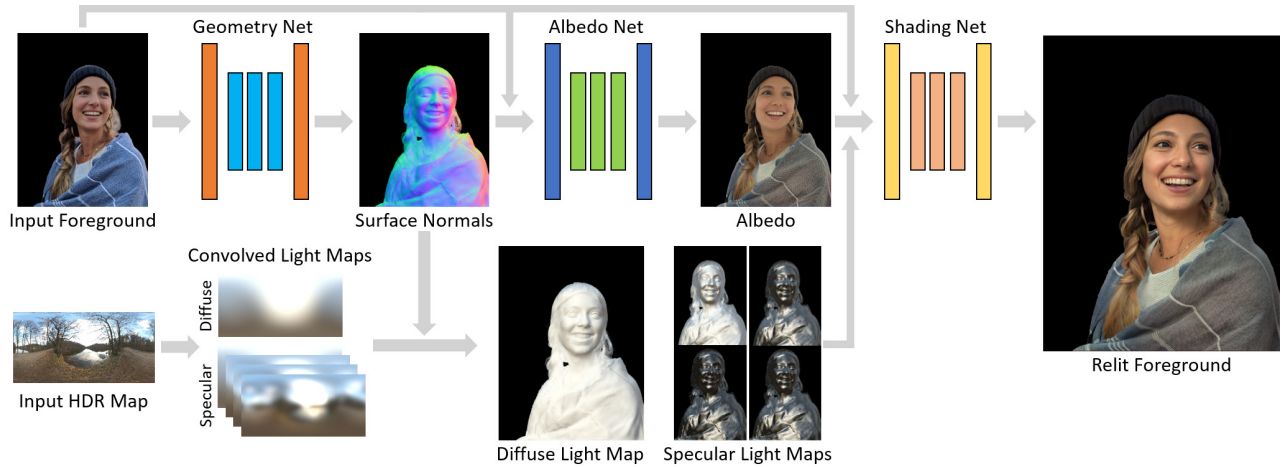 Geometry Net
Albedo Net
Shading Net
Input Foreground
Surface Normals
Albedo
Convolved Light Maps
Diffuse
Specular
Input HDR Map
Diffuse Light Map
Specular Light Maps
Relit Foreground